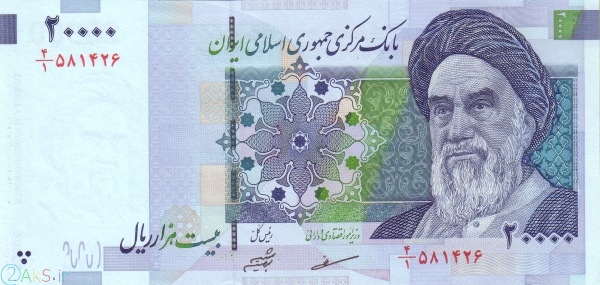 ۲۰۰۰۰
بانک مرکزی جمهوری اسلامی ایران
۴/۱ ۵۸۱۴۲۶
بیست هزار ریال
رئیس کل
وزیر امور اقتصادی و دارائی
۲۰۰۰۰
۴/۱ ۵۸۱۴۲۶
2AkS.i